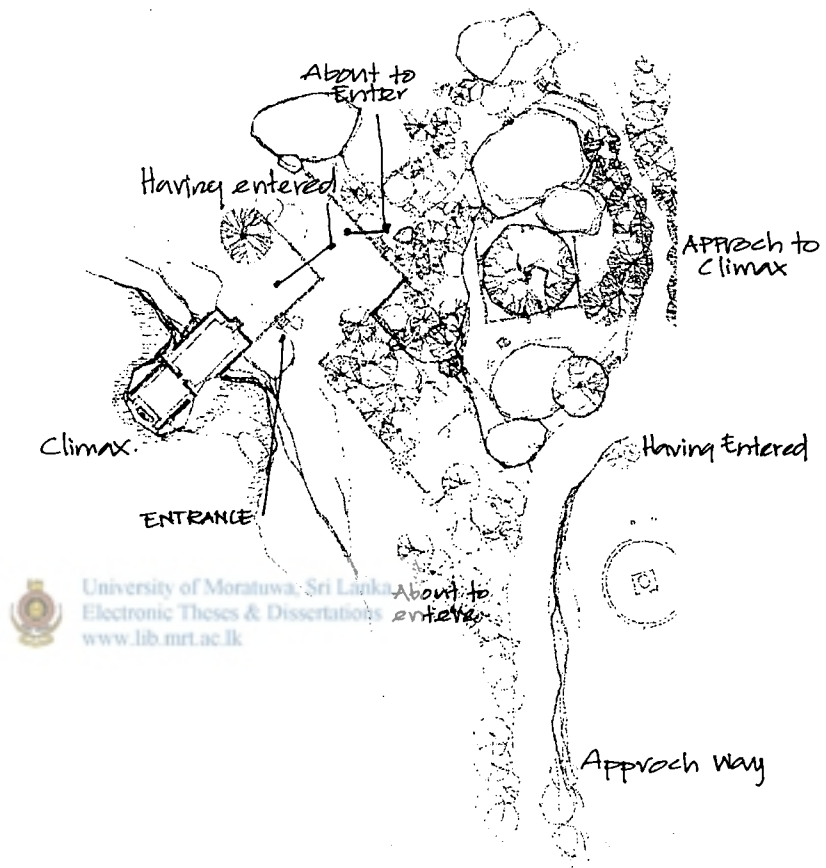 About to
Enter
Having entered
Approch to
Climax
Climax.
Having Entered
ENTRANCE
University of Moratuwa, Sri Lanka.
Electronic Theses & Dissertations
www.lib.mrt.ac.lk
About to
enter
Approch Way